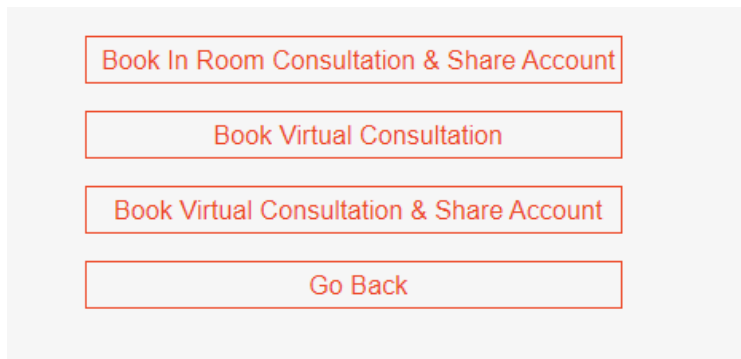 Book In Room Consultation & Share Account
Book Virtual Consultation
Book Virtual Consultation & Share Account
Go Back